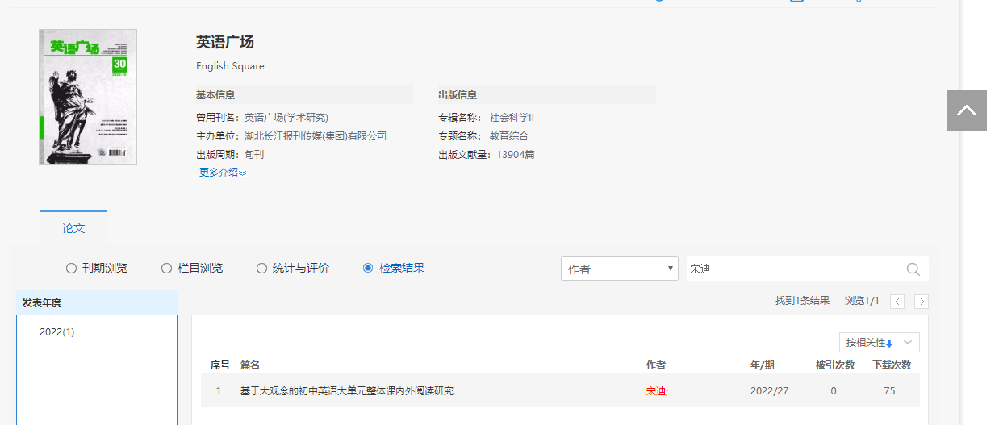 英语广场
30
英语广场
English Square
基本信息
出版信息
曾用刊名：英语广场(学术研究)
专辑名称：社会科学II
主办单位：湖北长江报刊传媒(集团)有限公司
专题名称：教育综合
出版周期：旬刊
出版文献量：13904篇
更多介绍
论文
刊期浏览 栏目浏览 统计与评价 检索结果
作者
宋迪
发表年度
找到1条结果 浏览1/1
2022(1)
按相关性
序号 篇名 作者 年/期 被引次数 下载次数
1 基于大观念的初中英语大单元整体课内外阅读研究 宋迪; 2022/27 0 75